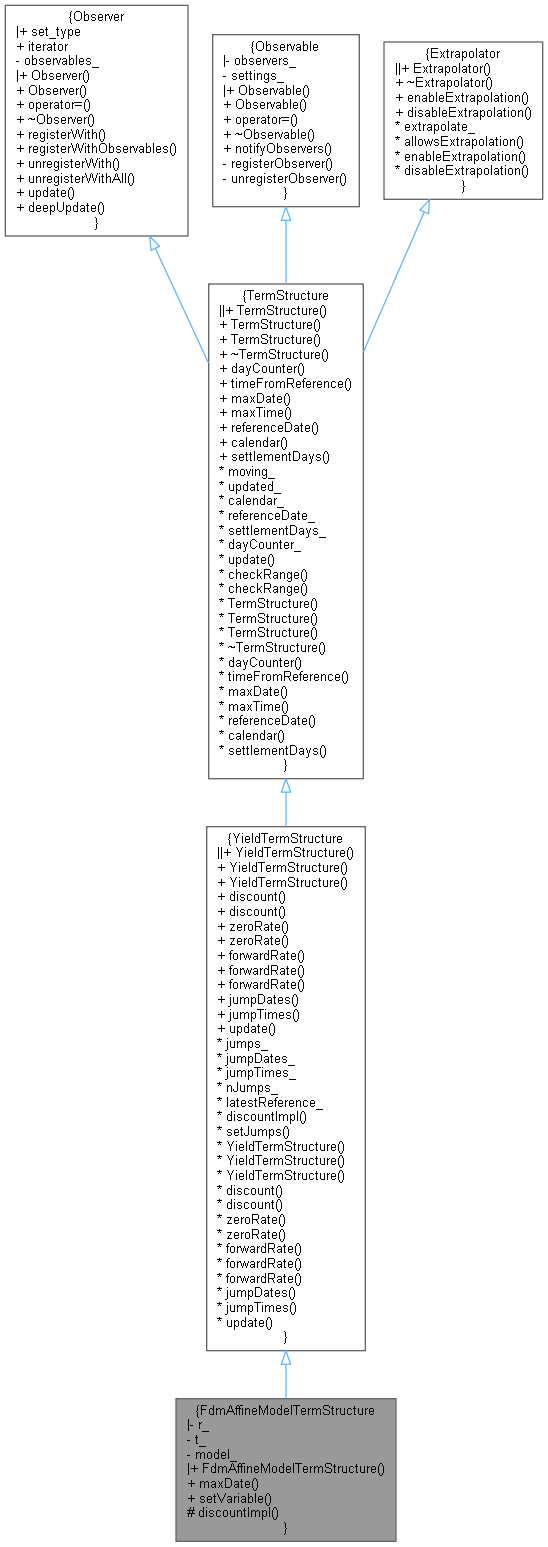 {Observer
|+ set_type
+ iterator
- observables_
|+ Observer()
+ Observer()
+ operator=()
+ ~Observer()
+ registerWith()
+ registerWithObservables()
+ unregisterWith()
+ unregisterWithAll()
+ update()
+ deepUpdate()
}
{Observable
|- observers_
- settings_
|+ Observable()
+ Observable()
+ operator=()
+ ~Observable()
+ notifyObservers()
- registerObserver()
- unregisterObserver()
}
{Extrapolator
||+ Extrapolator()
+ ~Extrapolator()
+ enableExtrapolation()
+ disableExtrapolation()
* extrapolate_
* allowsExtrapolation()
* enableExtrapolation()
* disableExtrapolation()
}
{TermStructure
||+ TermStructure()
+ TermStructure()
+ TermStructure()
+ ~TermStructure()
+ dayCounter()
+ timeFromReference()
+ maxDate()
+ maxTime()
+ referenceDate()
+ calendar()
+ settlementDays()
* moving_
* updated_
* calendar_
* referenceDate_
* settlementDays_
* dayCounter_
* update()
* checkRange()
* checkRange()
* TermStructure()
* TermStructure()
* TermStructure()
* ~TermStructure()
* dayCounter()
* timeFromReference()
* maxDate()
* maxTime()
* referenceDate()
* calendar()
* settlementDays()
}
{YieldTermStructure
||+ YieldTermStructure()
+ YieldTermStructure()
+ YieldTermStructure()
+ discount()
+ discount()
+ zeroRate()
+ zeroRate()
+ forwardRate()
+ forwardRate()
+ forwardRate()
+ jumpDates()
+ jumpTimes()
+ update()
* jumps_
* jumpDates_
* jumpTimes_
* nJumps_
* latestReference_
* discountImpl()
* setJumps()
* YieldTermStructure()
* YieldTermStructure()
* YieldTermStructure()
* discount()
* discount()
* zeroRate()
* zeroRate()
* forwardRate()
* forwardRate()
* forwardRate()
* jumpDates()
* jumpTimes()
* update()
}
{FdmAffineModelTermStructure
|- r_
- t_
- model_
|+ FdmAffineModelTermStructure()
+ maxDate()
+ setVariable()
# discountImpl()
}